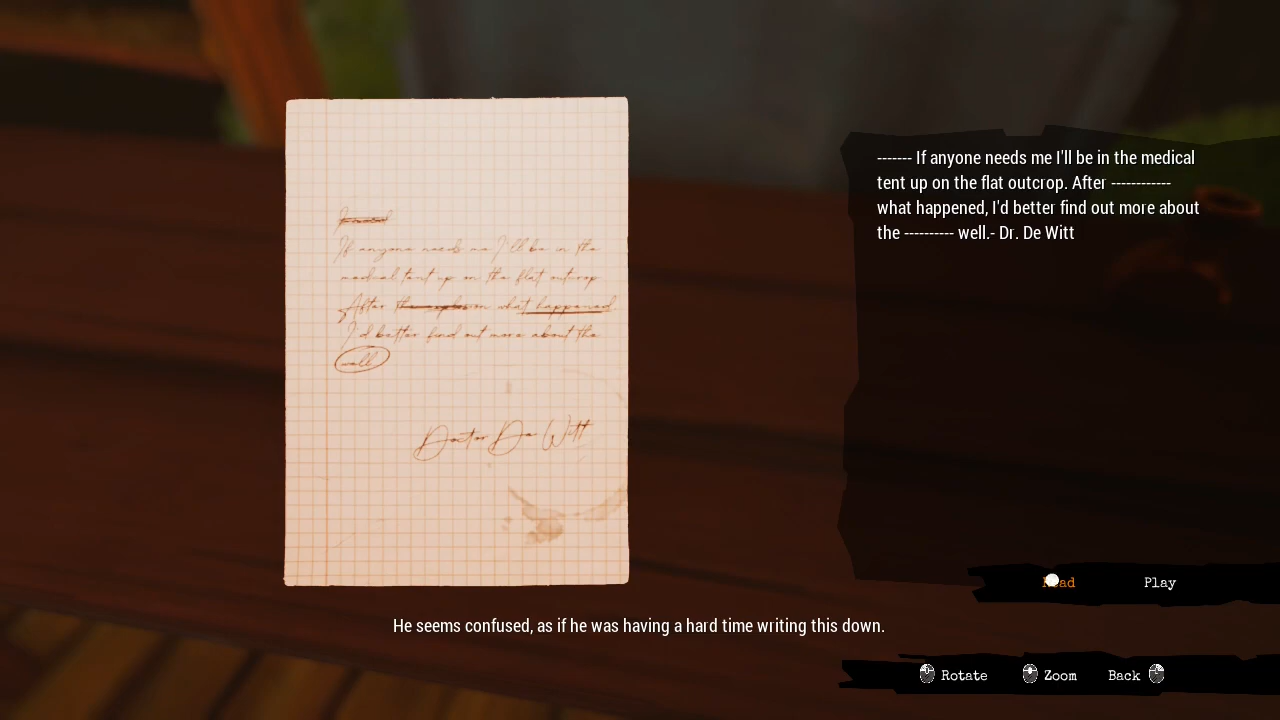 If anyone needs me I'll be in the
medical tent up on the flat outcrop
After the explosion what happened
I'd better find out more about the
well
Doctor De Witt
------- If anyone needs me I'll be in the medical
tent up on the flat outcrop. After ------------
what happened, I'd better find out more about
the ---------- well.- Dr. De Witt
Read
Play
He seems confused, as if he was having a hard time writing this down.
Rotate
Zoom
Back